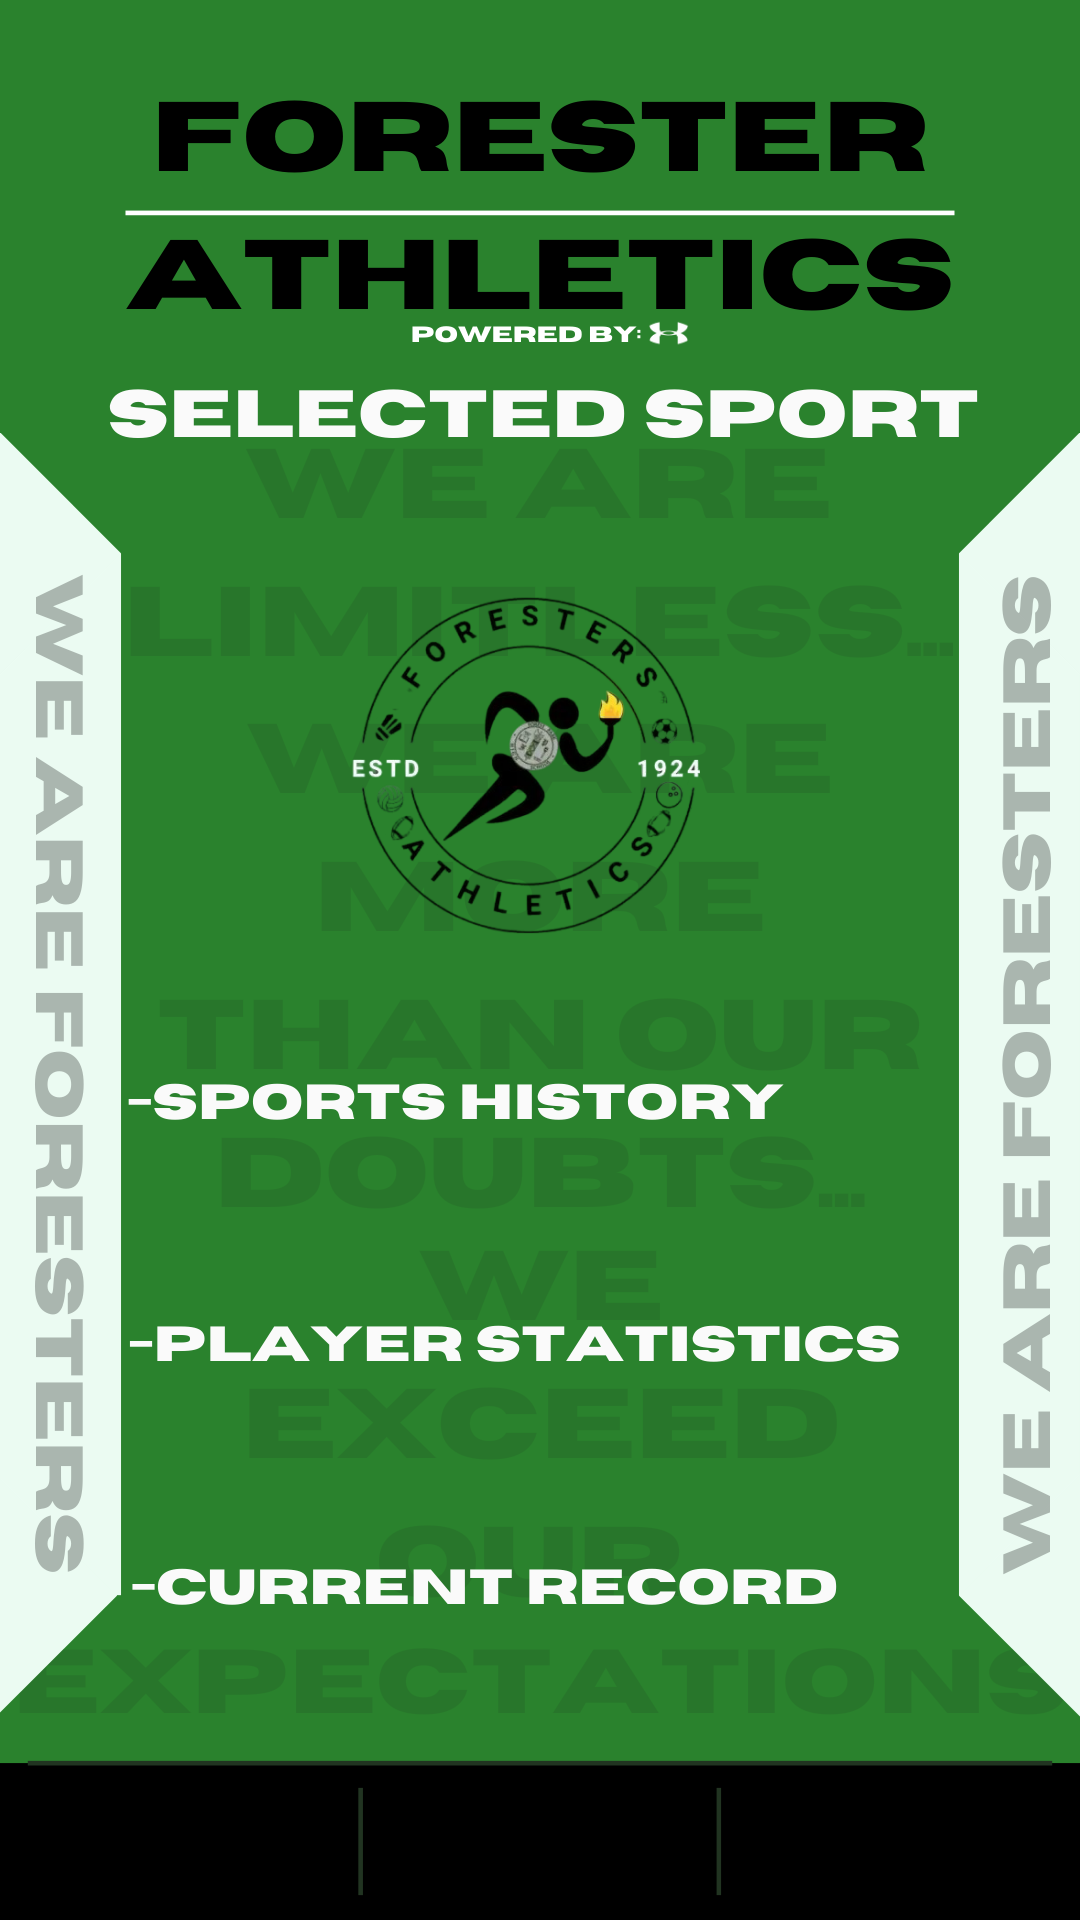 FORESTER
ATHLETICS
POWERED BY:
SELECTED SPORT
WE ARE
LIMITLESS...
WE ARE
MORE
THAN OUR
DOUBTS...
WE
EXCEED
OUR
EXPECTATIONS
FORESTERS
ESTD
1924
ATHLETICS
-SPORTS HISTORY
-PLAYER STATISTICS
-CURRENT RECORD
WE ARE FORESTERS
WE ARE FORESTERS